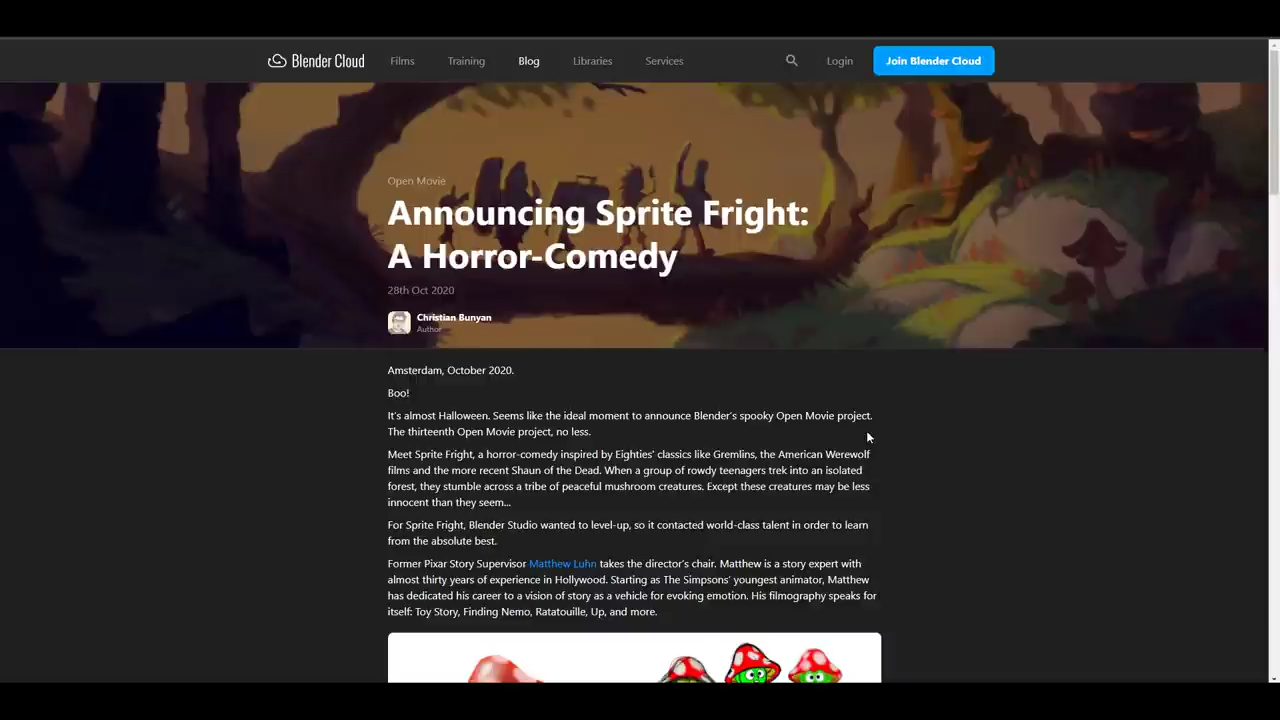 Blender Cloud Films Training Blog Libraries Services Login Join Blender Cloud
Open Movie
Announcing Sprite Fright:
A Horror-Comedy
28th Oct 2020
Christian Bunyan
Author
Amsterdam, October 2020.
Boo!
It's almost Halloween. Seems like the ideal moment to announce Blender's spooky Open Movie project.
The thirteenth Open Movie project, no less.
Meet Sprite Fright, a horror-comedy inspired by Eighties' classics like Gremlins, the American Werewolf
films and the more recent Shaun of the Dead. When a group of rowdy teenagers trek into an isolated
forest, they stumble across a tribe of peaceful mushroom creatures. Except these creatures may be less
innocent than they seem...
For Sprite Fright, Blender Studio wanted to level-up, so it contacted world-class talent in order to learn
from the absolute best.
Former Pixar Story Supervisor Matthew Luhn takes the director's chair. Matthew is a story expert with
almost thirty years of experience in Hollywood. Starting as The Simpsons' youngest animator, Matthew
has dedicated his career to a vision of story as a vehicle for evoking emotion. His filmography speaks for
itself: Toy Story, Finding Nemo, Ratatouille, Up, and more.